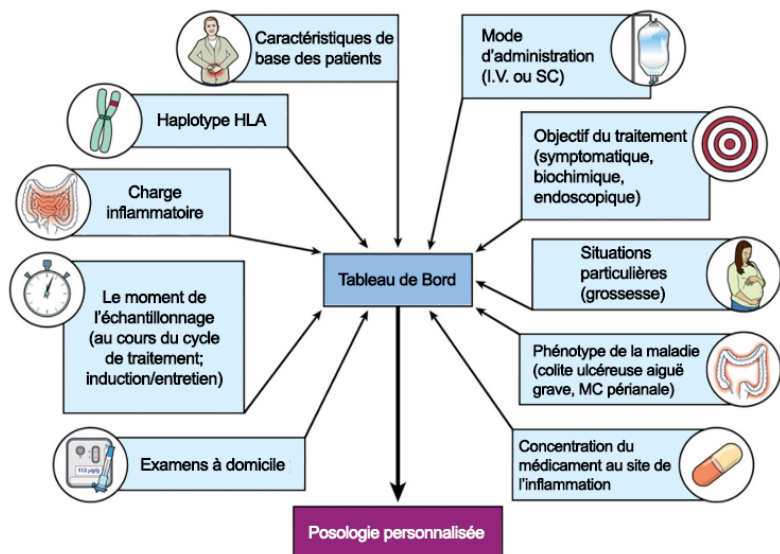 Caractéristiques de
base des patients
Mode
d'administration
(I.V. ou SC)
Haplotype HLA
Objectif du traitement
(symptomatique,
biochimique,
endoscopique)
Charge
inflammatoire
Tableau de Bord
Situations
particulières
(grossesse)
Le moment de
l'échantillonnage
(au cours du cycle
de traitement;
induction/entretien)
Phénotype de la maladie
(colite ulcéreuse aiguë
grave, MC périanale)
Examens à domicile
113 µg/g
Concentration du
médicament au site de
l'inflammation
Posologie personnalisée